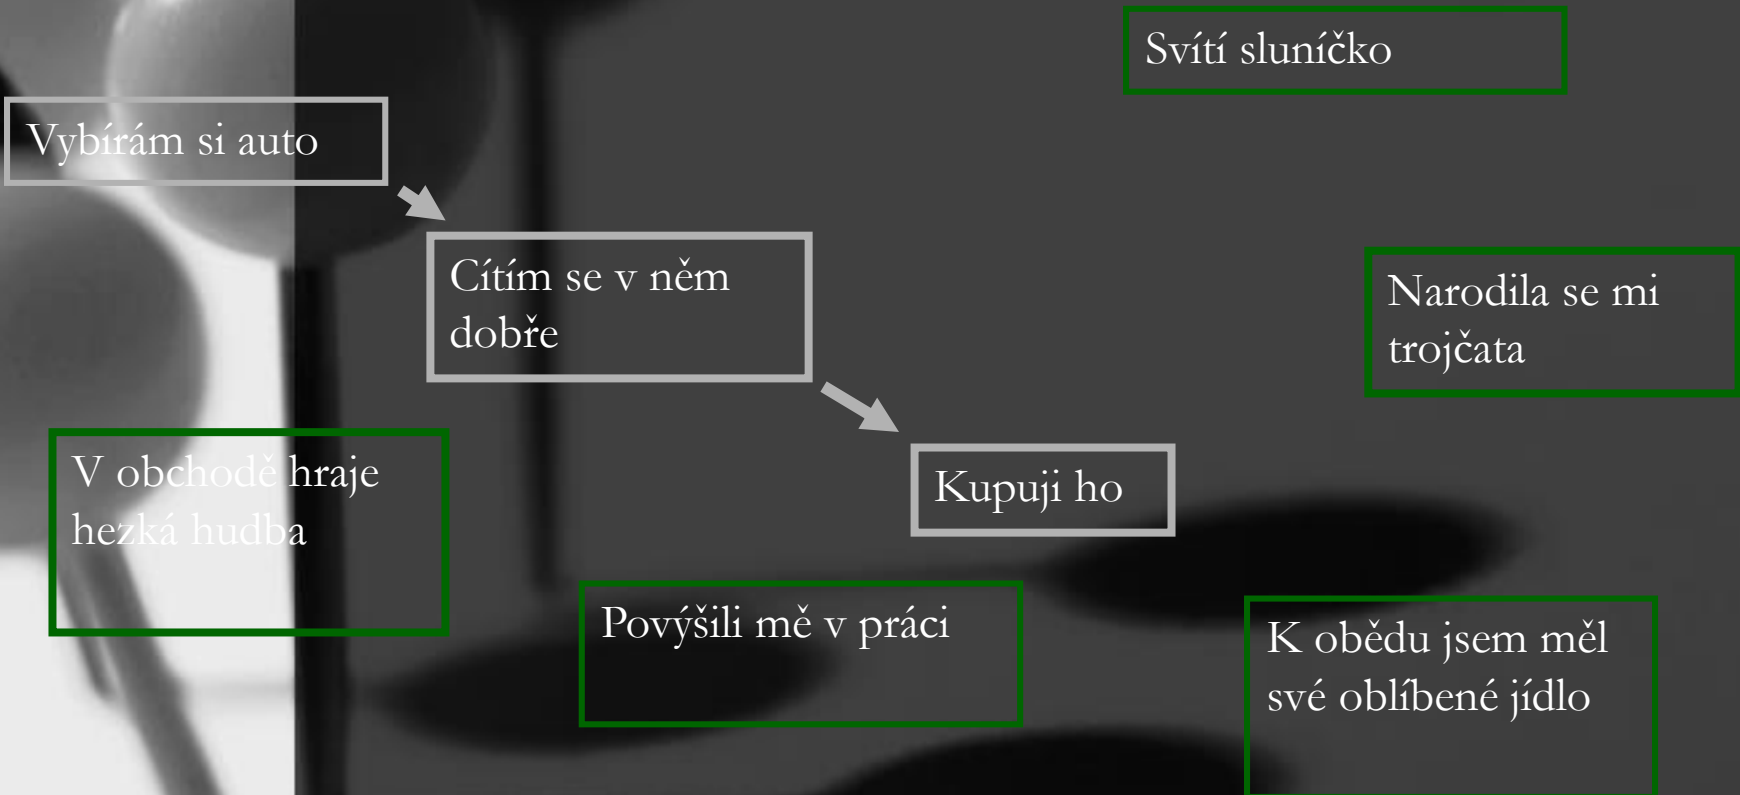 Svítí sluníčko
Vybírám si auto
Cítím se v něm
dobře
Narodila se mi
trojčata
V obchodě hraje
hezká hudba
Kupuji ho
Povýšili mě v práci
K obědu jsem měl
své oblíbené jídlo